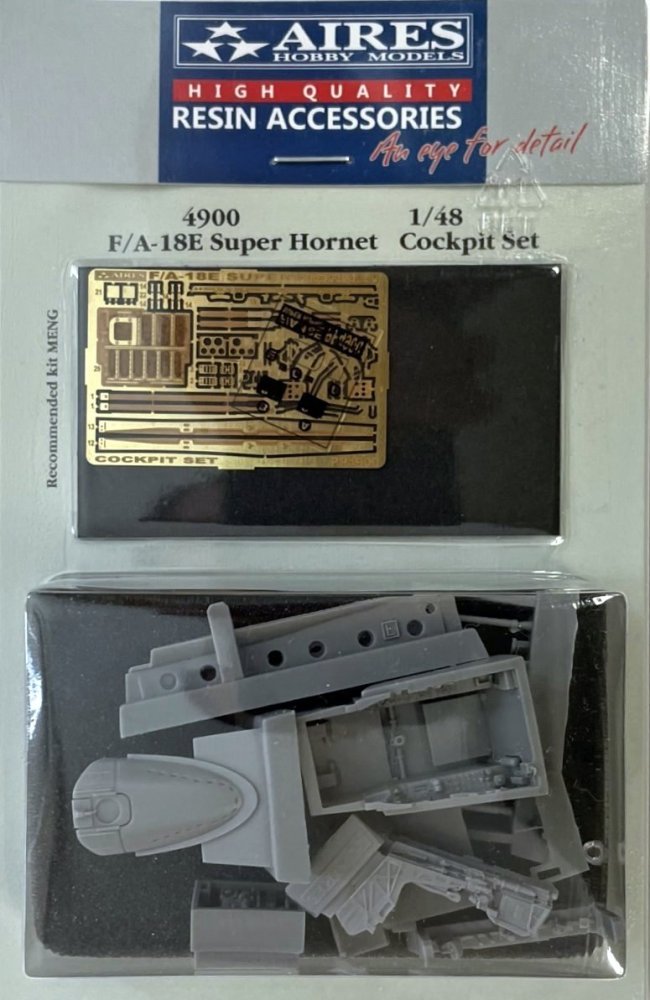 AIRES
HOBBY MODELS
HIGH QUALITY
RESIN ACCESSORIES
An eye for detail
4900 1/48
F/A-18E Super Hornet Cockpit Set
Recommended kit MENG
AIRES F/A-18E SUPER
COCKPIT SET